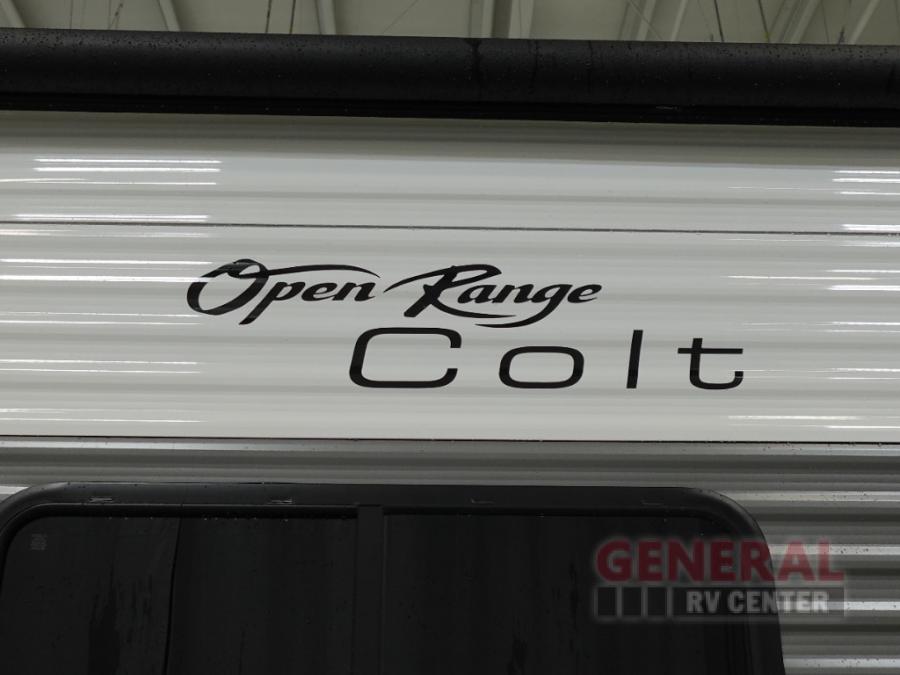 Open Range
Colt
GENERAL
RV CENTER